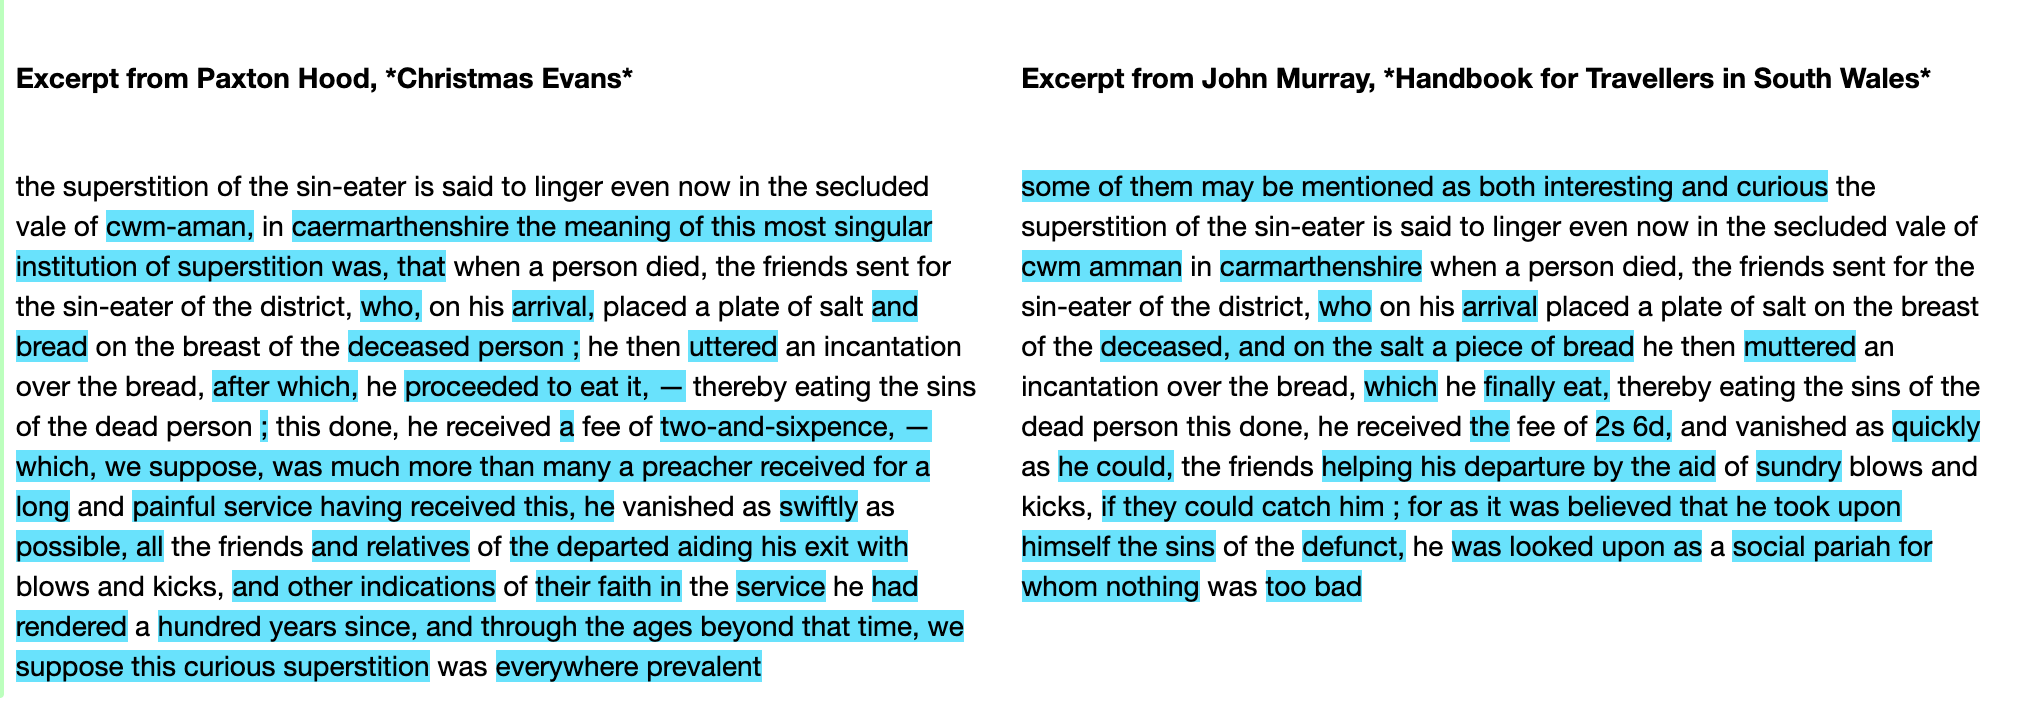 Excerpt from Paxton Hood, *Christmas Evans*
the superstition of the sin-eater is said to linger even now in the secluded
vale of cwm-aman, in caermarthenshire the meaning of this most singular
institution of superstition was, that when a person died, the friends sent for
the sin-eater of the district, who, on his arrival, placed a plate of salt and
bread on the breast of the deceased person ; he then uttered an incantation
over the bread, after which, he proceeded to eat it, — thereby eating the sins
of the dead person ; this done, he received a fee of two-and-sixpence, —
which, we suppose, was much more than many a preacher received for a
long and painful service having received this, he vanished as swiftly as
possible, all the friends and relatives of the departed aiding his exit with
blows and kicks, and other indications of their faith in the service he had
rendered a hundred years since, and through the ages beyond that time, we
suppose this curious superstition was everywhere prevalent
Excerpt from John Murray, *Handbook for Travellers in South Wales*
some of them may be mentioned as both interesting and curious the
superstition of the sin-eater is said to linger even now in the secluded vale of
cwm amman in carmarthenshire when a person died, the friends sent for the
sin-eater of the district, who on his arrival placed a plate of salt on the breast
of the deceased, and on the salt a piece of bread he then muttered an
incantation over the bread, which he finally eat, thereby eating the sins of the
dead person this done, he received the fee of 2s 6d, and vanished as quickly
as he could, the friends helping his departure by the aid of sundry blows and
kicks, if they could catch him ; for as it was believed that he took upon
himself the sins of the defunct, he was looked upon as a social pariah for
whom nothing was too bad